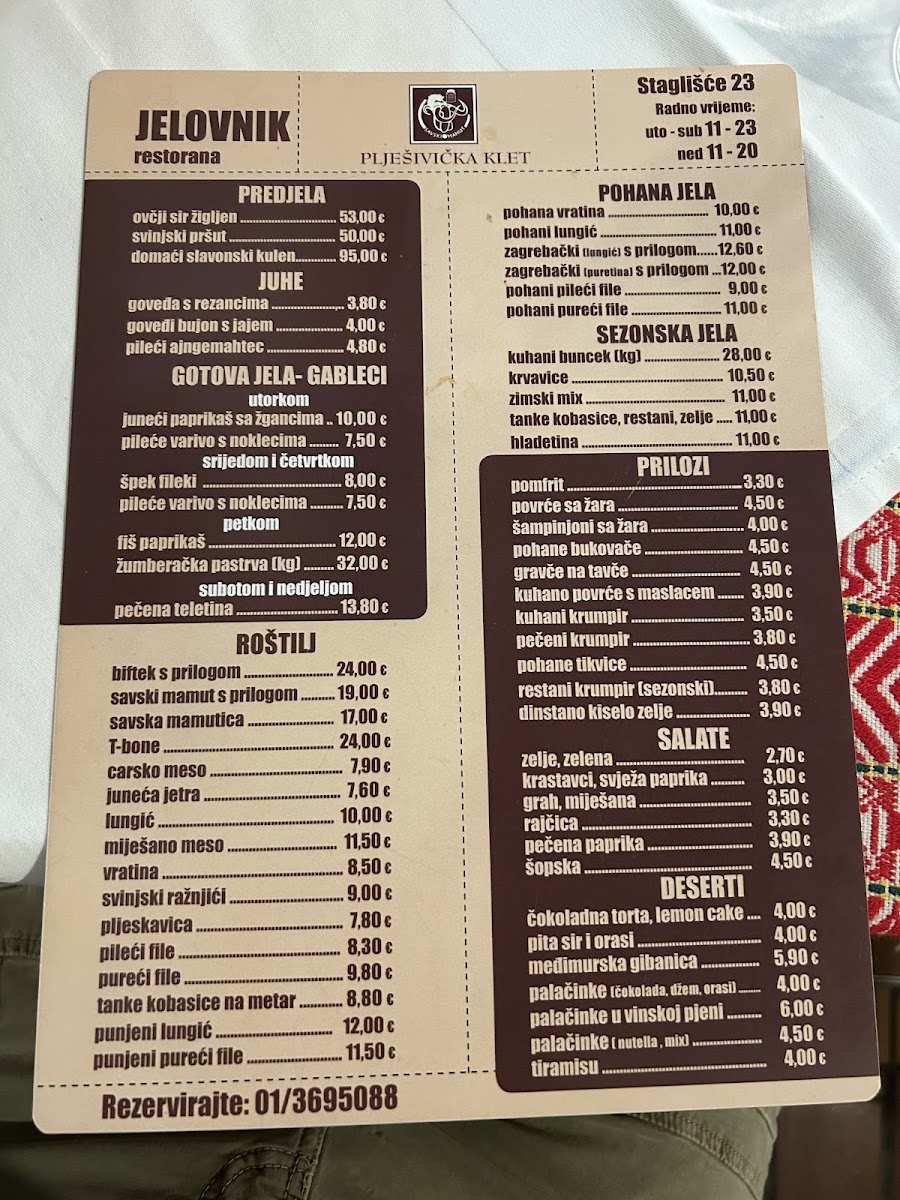 JELOVNIK
restorana
PLJEŠIVIČKA KLET
Staglišće 23
Radno vrijeme:
uto - sub 11 - 23
ned 11 - 20
PREDJELA
ovčji sir žigljen ........................ 53,00 €
svinjski pršut ........................... 50,00 €
domaći slavonski kulen........... 95,00 €
JUHE
goveđa s rezancima .................. 3,80 €
goveđi bujon s jajem ................. 4,00 €
pileći ajngemahtec .................... 4,80 €
GOTOVA JELA- GABLECI
utorkom
juneći paprikaš sa žgancima .. 10,00 €
pileće varivo s noklecima ........ 7,50 €
srijedom i četvrtkom
špek fileki .................................. 8,00 €
pileće varivo s noklecima ......... 7,50 €
petkom
fiš paprikaš ................................ 12,00 €
žumberačka pastrva (kg) ........ 32,00 €
subotom i nedjeljom
pečena teletina .......................... 13,80 €
ROŠTILJ
biftek s prilogom ....................... 24,00 €
savski mamut s prilogom ......... 19,00 €
savska mamutica ...................... 17,00 €
T-bone ........................................... 24,00 €
carsko meso .................................. 7,90 €
juneća jetra ................................... 7,60 €
lungić ............................................. 10,00 €
miješano meso ............................ 11,50 €
vratina ............................................. 8,50 €
svinjski ražnjići ............................. 9,00 €
pljeskavica ..................................... 7,80 €
pileći file ......................................... 8,30 €
pureći file ........................................ 9,80 €
tanke kobasice na metar ........... 8,80 €
punjeni lungić .............................. 12,00 €
punjeni pureći file ........................ 11,50 €
Rezervirajte: 01/3695088
POHANA JELA
pohana vratina ......................... 10,00 €
pohani lungić ............................. 11,00 €
zagrebački (lungić) s prilogom......12,60 €
zagrebački (puretina) s prilogom ...12,00 €
pohani pileći file ........................ 9,00 €
pohani pureći file ...................... 11,00 €
SEZONSKA JELA
kuhani buncek (kg) .................. 28,00 €
krvavice ...................................... 10,50 €
zimski mix .................................. 11,00 €
tanke kobasice, restani, zelje ..... 11,00 €
hladetina ..................................... 11,00 €
PRILOZI
pomfrit ............................................3,30 €
povrće sa žara .............................. 4,50 €
šampinjoni sa žara ....................... 4,00 €
pohane bukovače ......................... 4,50 €
gravče na tavče ........................... 4,50 €
kuhano povrće s maslacem ....... 3,90 €
kuhani krumpir ........................... 3,50 €
pečeni krumpir ............................. 3,80 €
pohane tikvice ............................. 4,50 €
restani krumpir (sezonski)......... 3,80 €
dinstano kiselo zelje ................... 3,90 €
SALATE
zelje, zelena ................................. 2,70 €
krastavci, svježa paprika ......... 3,00 €
grah, miješana ............................ 3,50 €
rajčica .......................................... 3,30 €
pečena paprika ........................... 3,90 €
šopska .......................................... 4,50 €
DESERTI
čokoladna torta, lemon cake .... 4,00 €
pita sir i orasi ............................... 4,00 €
međimurska gibanica ................ 5,90 €
palačinke (čokolada, džem, orasi) ........ 4,00 €
palačinke u vinskoj pjeni .......... 6,00 €
palačinke ( nutella , mix) .................. 4,50 €
tiramisu ........................................ 4,00 €